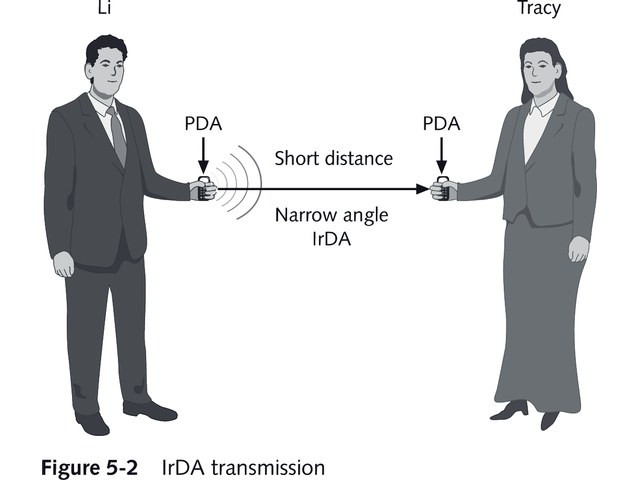 Li
Tracy
PDA
PDA
Short distance
Narrow angle
IrDA
Figure 5-2 IrDA transmission